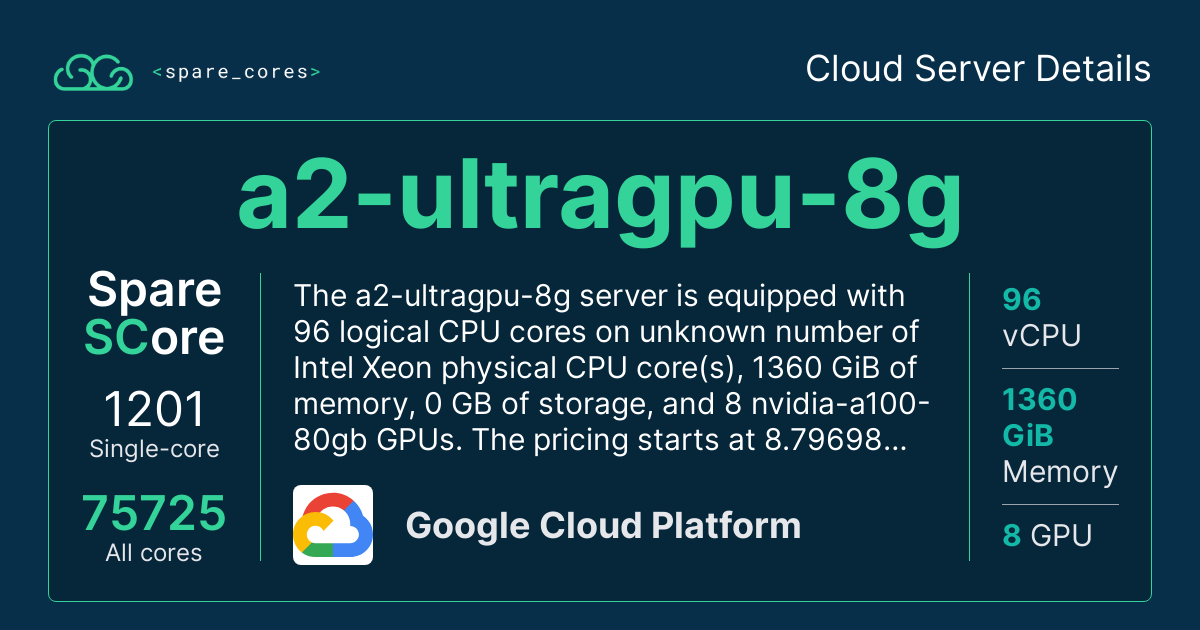 <spare_cores>
Cloud Server Details
a2-ultragpu-8g
Spare
SCore
1201
Single-core
75725
All cores
The a2-ultragpu-8g server is equipped with
96 logical CPU cores on unknown number of
Intel Xeon physical CPU core(s), 1360 GiB of
memory, 0 GB of storage, and 8 nvidia-a100-
80gb GPUs. The pricing starts at 8.79698...
Google Cloud Platform
96
vCPU
1360
GiB
Memory
8 GPU